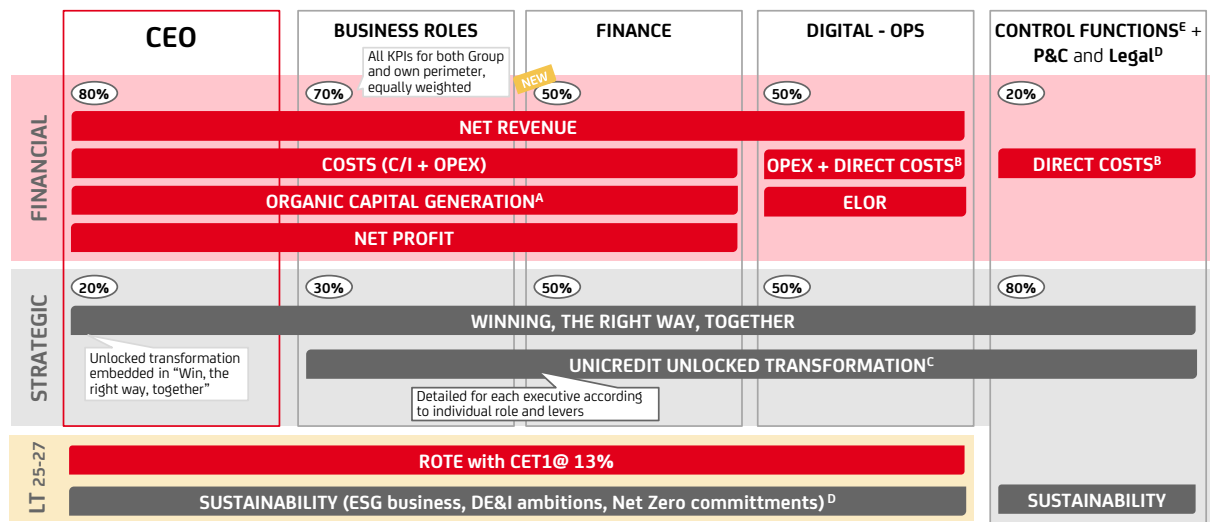 CEO
BUSINESS ROLES
FINANCE
DIGITAL - OPS
CONTROL FUNCTIONSE +
P&C and LegalD
All KPIs for both Group
and own perimeter,
equally weighted
NEW
FINANCIAL
80%
70%
50%
50%
20%
NET REVENUE
COSTS (C/I + OPEX)
OPEX + DIRECT COSTSB
DIRECT COSTSB
ORGANIC CAPITAL GENERATIONA
ELOR
NET PROFIT
STRATEGIC
20%
30%
50%
50%
80%
WINNING, THE RIGHT WAY, TOGETHER
Unlocked transformation
embedded in “Win, the
right way, together”
UNICREDIT UNLOCKED TRANSFORMATIONC
Detailed for each executive according
to individual role and levers
LT 25-27
ROTE with CET1@ 13%
SUSTAINABILITY (ESG business, DE&I ambitions, Net Zero committments) D
SUSTAINABILITY